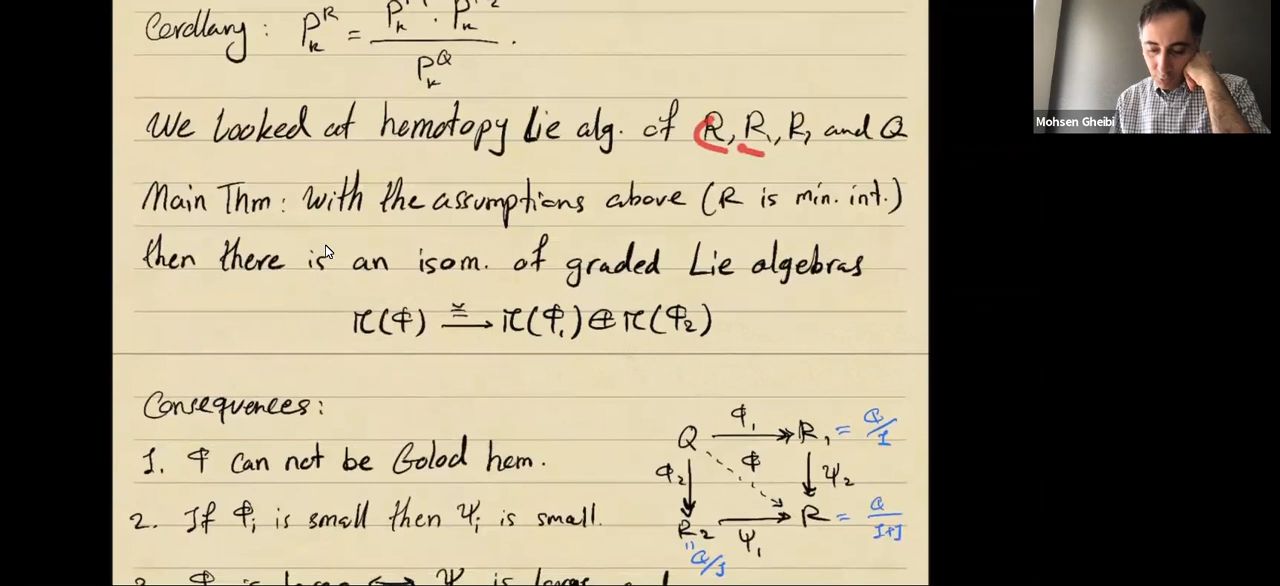 Corollary : P_k^R = P_k^{R_1} · P_k^{R_2} / P_k^Q .
We looked at homotopy Lie alg. of R, R_1, R_2 and Q
Main Thm : With the assumptions above (R is min. int.)
then there is an isom. of graded Lie algebras
π(φ) ≅→ π(φ_1) ⊕ π(φ_2)
Consequences :
1. φ can not be Golod hom.
2. If φ_i is small then ψ_i is small.
Q φ_1 R_1 = Q/I
φ_2 φ ψ_2
R_2 ψ_1 R = Q/I+J
" Q/J
Mohsen Gheibi